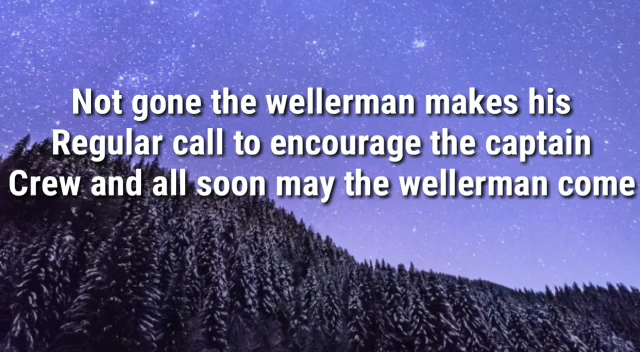 Not gone the wellerman makes his
Regular call to encourage the captain
Crew and all soon may the wellerman come